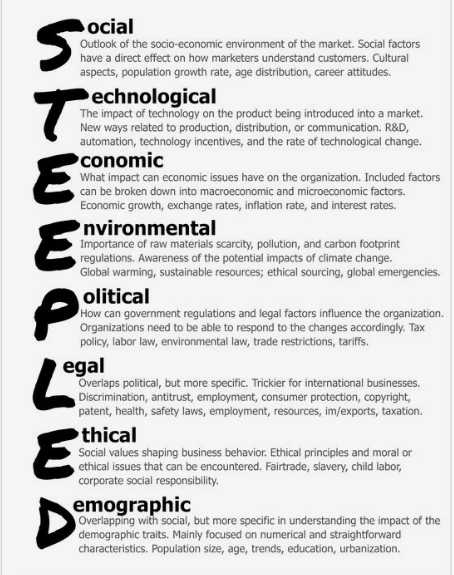 Social
Outlook of the socio-economic environment of the market. Social factors
have a direct effect on how marketers understand customers. Cultural
aspects, population growth rate, age distribution, career attitudes.
Technological
The impact of technology on the product being introduced into a market.
New ways related to production, distribution, or communication. R&D,
automation, technology incentives, and the rate of technological change.
Economic
What impact can economic issues have on the organization. Included factors
can be broken down into macroeconomic and microeconomic factors.
Economic growth, exchange rates, inflation rate, and interest rates.
Environmental
Importance of raw materials scarcity, pollution, and carbon footprint
regulations. Awareness of the potential impacts of climate change.
Global warming, sustainable resources; ethical sourcing, global emergencies.
Political
How can government regulations and legal factors influence the organization.
Organizations need to be able to respond to the changes accordingly. Tax
policy, labor law, environmental law, trade restrictions, tariffs.
Legal
Overlaps political, but more specific. Trickier for international businesses.
Discrimination, antitrust, employment, consumer protection, copyright,
patent, health, safety laws, employment, resources, im/exports, taxation.
Ethical
Social values shaping business behavior. Ethical principles and moral or
ethical issues that can be encountered. Fairtrade, slavery, child labor,
corporate social responsibility.
Demographic
Overlapping with social, but more specific in understanding the impact of the
demographic traits. Mainly focused on numerical and straightforward
characteristics. Population size, age, trends, education, urbanization.